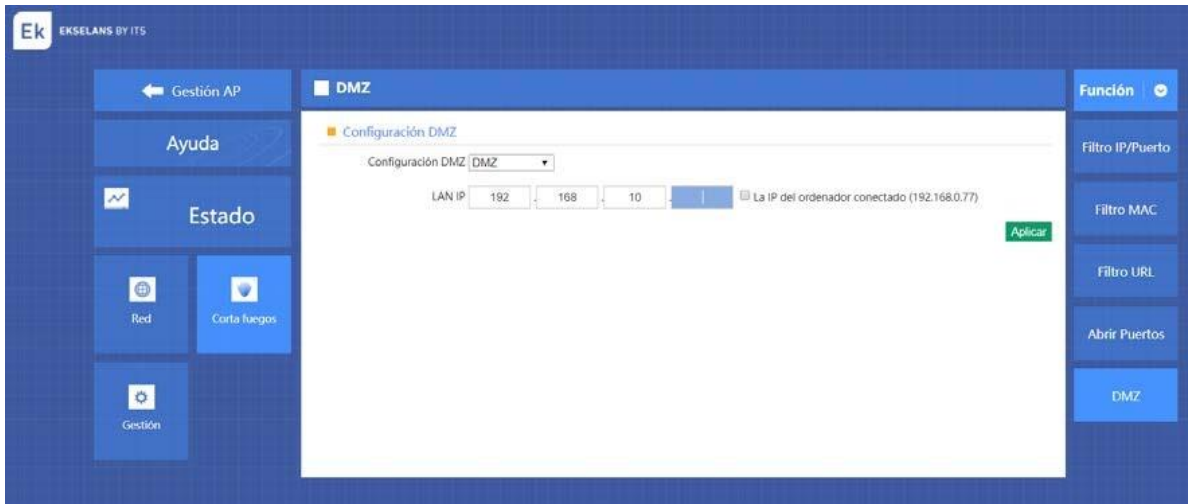 Ek EKSELANS BY ITS
Gestión AP
Ayuda
Estado
Red
Corta fuegos
Gestión
DMZ
Configuración DMZ
Configuración DMZ DMZ
LAN IP 192 . 168 . 10 . La IP del ordenador conectado (192.168.0.77)
Aplicar
Función
Filtro IP/Puerto
Filtro MAC
Filtro URL
Abrir Puertos
DMZ